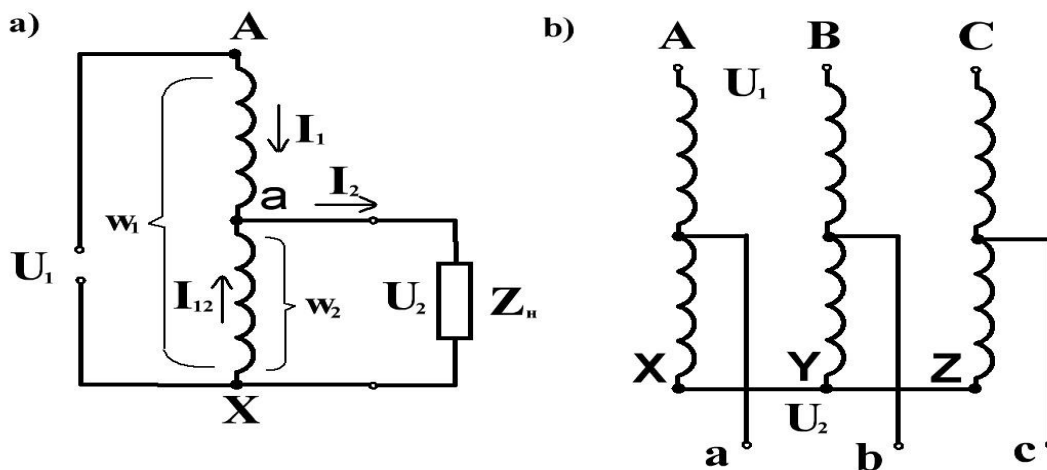 a)
A
I₁
a
I₂
w₁
U₁
I₁₂
w₂
U₂
Zн
X
b)
A B C
U₁
X Y Z
U₂
a b c